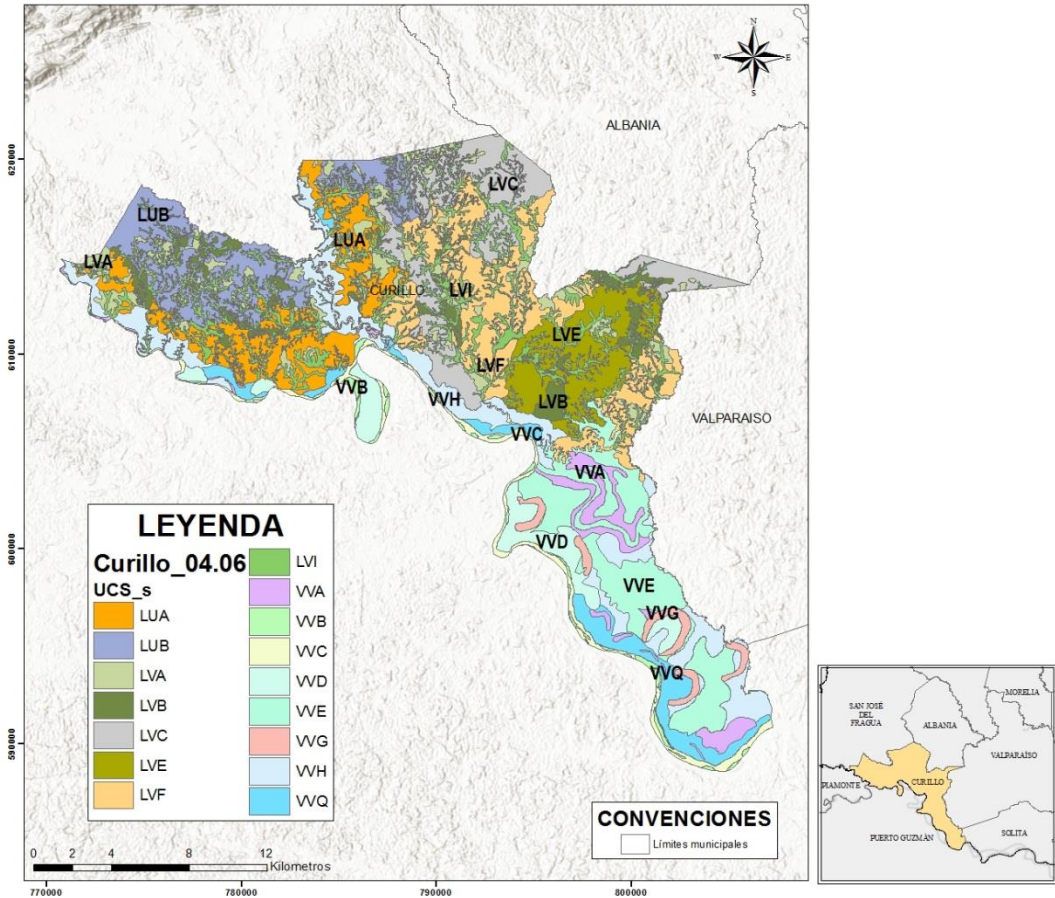 N
W
E
S
ALBANIA
620000
LVC
LUB
LUA
LVA
CURILLO
LVI
LVE
610000
LVF
VVB
LVB
VVH
VALPARAISO
VVC
VVA
LEYENDA
Curillo_04.06
UCS_s
LUA
LUB
LVA
LVB
LVC
LVE
LVF
LVI
VVA
VVB
VVC
VVD
VVE
VVG
VVH
VVQ
600000
VVD
VVE
VVG
VVQ
590000
CONVENCIONES
Límites municipales
0 2 4 8 12
Kilometros
770000 780000 790000 800000
SAN JOSÉ
DEL
FRAGUA
MORELIA
ALBANIA
VALPARAÍSO
CURILLO
PIAMONTE
SOLITA
PUERTO GUZMÁN